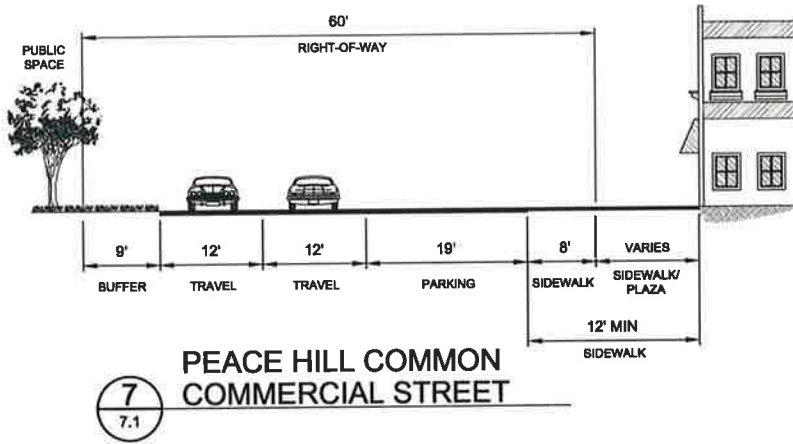 60'
RIGHT-OF-WAY
PUBLIC
SPACE
9'
12'
12'
19'
8'
VARIES
BUFFER
TRAVEL
TRAVEL
PARKING
SIDEWALK
SIDEWALK/
PLAZA
12' MIN
SIDEWALK
7
7.1
PEACE HILL COMMON
COMMERCIAL STREET